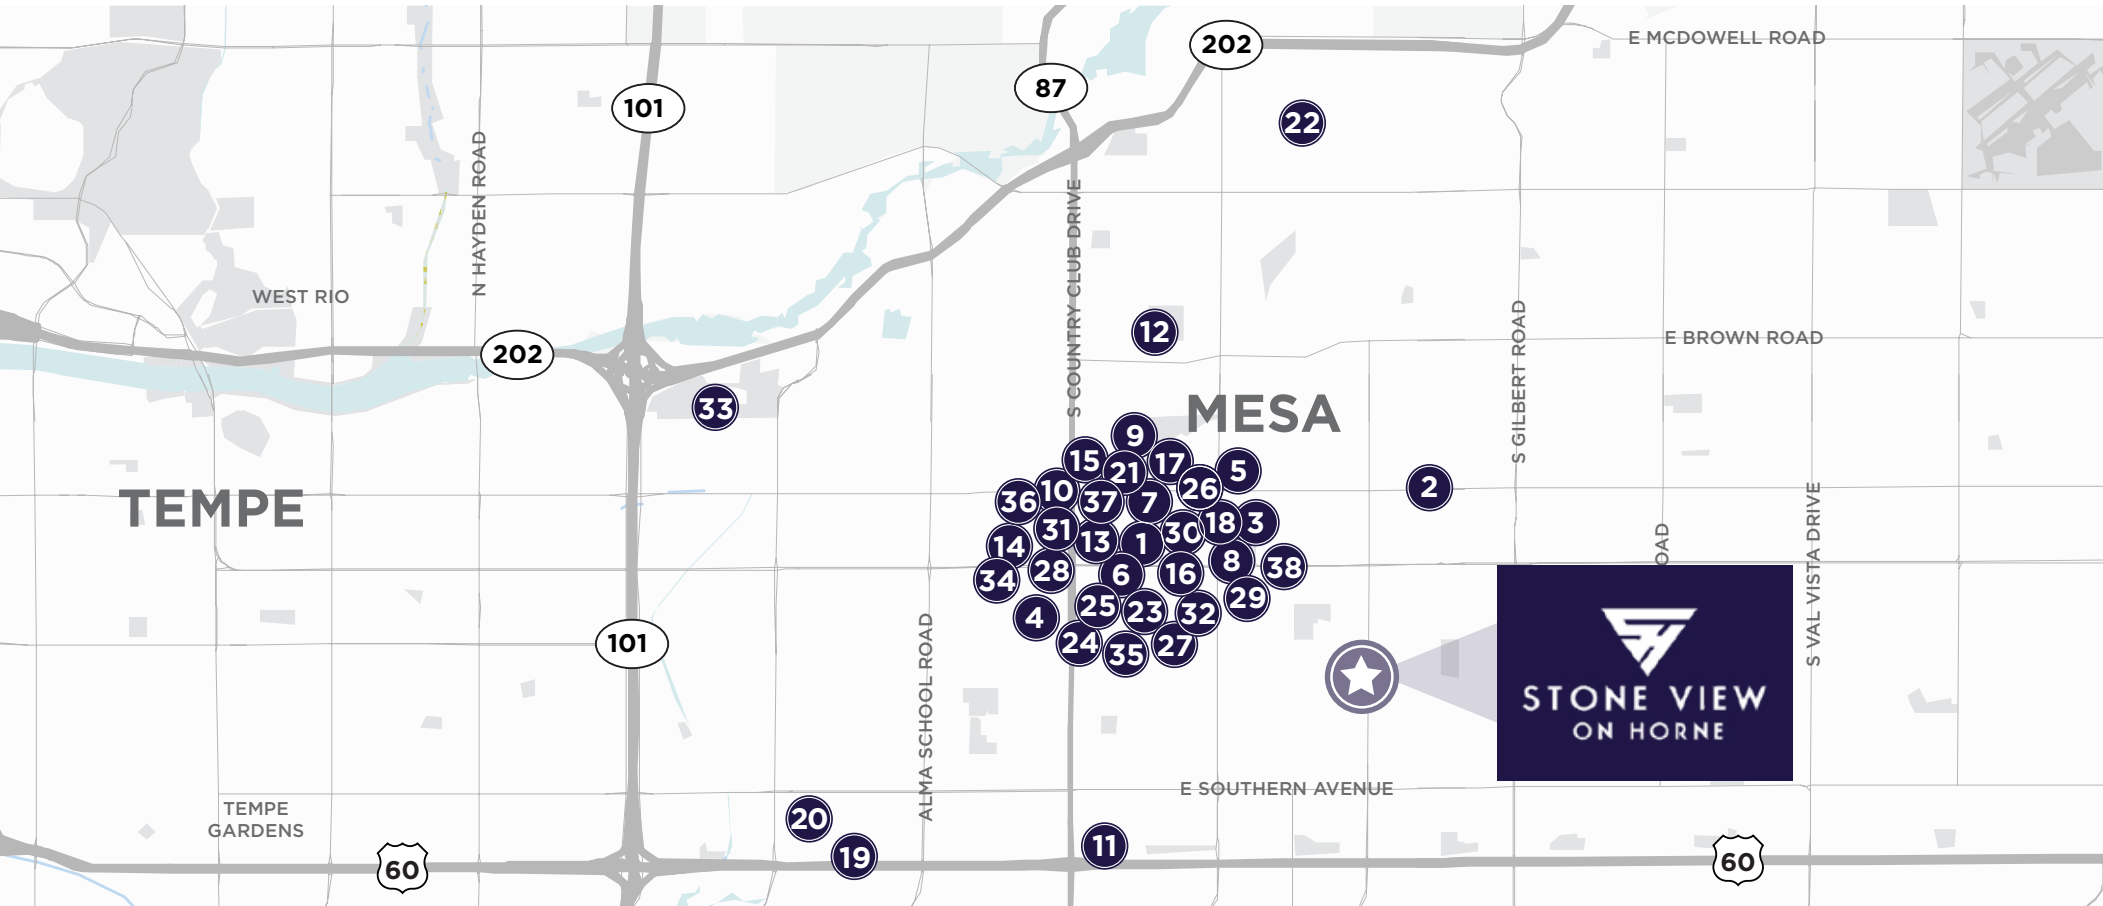 E MCDOWELL ROAD
202
87
101
22
N HAYDEN ROAD
S COUNTRY CLUB DRIVE
WEST RIO
12
S GILBERT ROAD
E BROWN ROAD
202
33
MESA
9
15
21
17
5
2
TEMPE
36
10
37
7
26
S VAL VISTA DRIVE
31
13
1
30
18
3
14
OAD
34
28
6
16
8
38
4
25
23
32
29
24
35
27
101
STONE VIEW
ON HORNE
ALMA SCHOOL ROAD
E SOUTHERN AVENUE
TEMPE
GARDENS
20
19
11
60
60